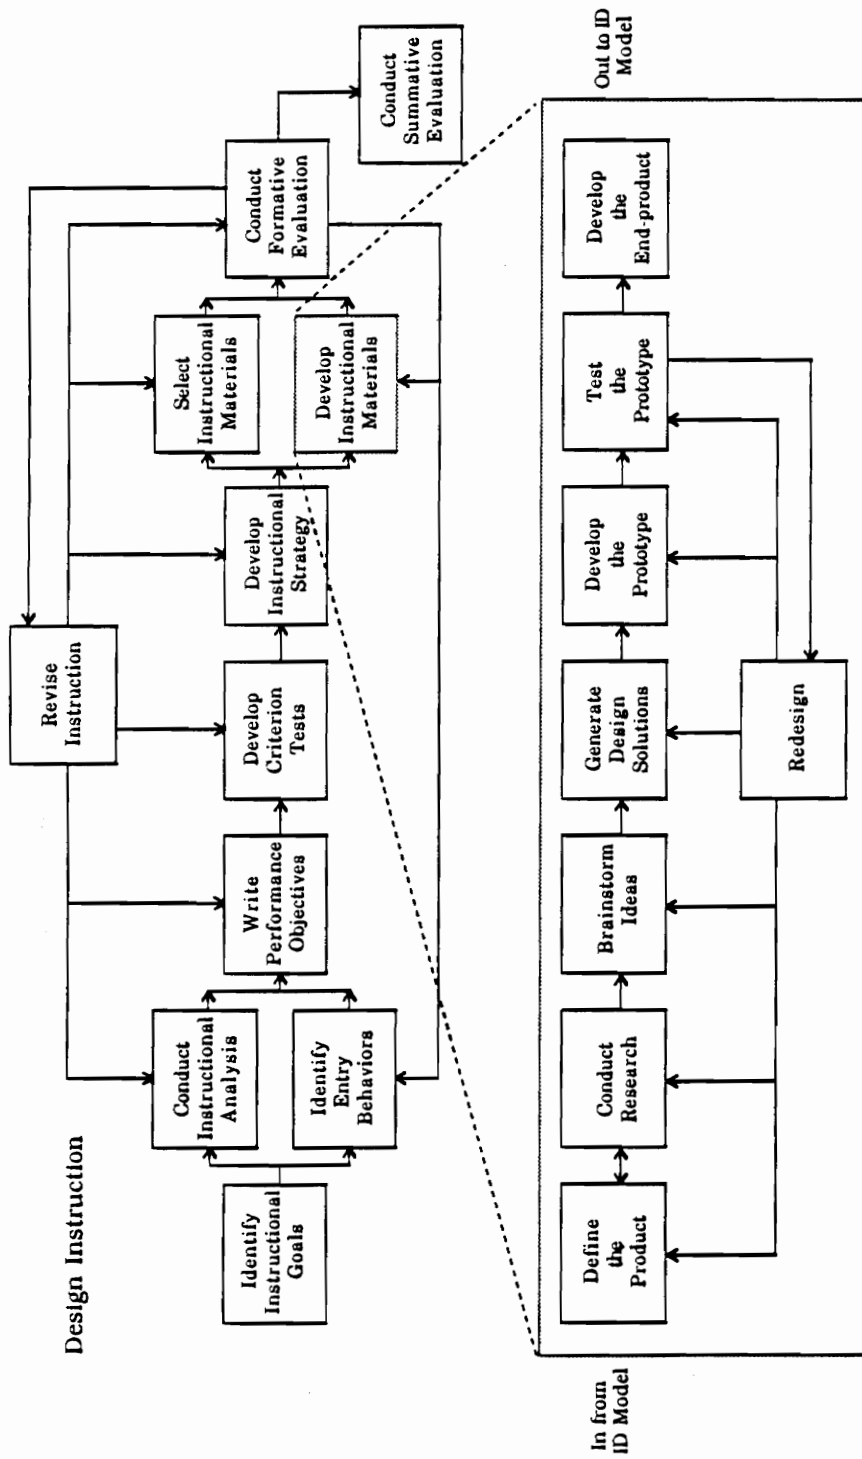 Design Instruction
Revise
Instruction
Identify
Instructional
Goals
Conduct
Instructional
Analysis
Identify
Entry
Behaviors
Write
Performance
Objectives
Develop
Criterion
Tests
Develop
Instructional
Strategy
Select
Instructional
Materials
Develop
Instructional
Materials
Conduct
Formative
Evaluation
Conduct
Summative
Evaluation
In from
ID Model
Define
the
Product
Conduct
Research
Brainstorm
Ideas
Generate
Design
Solutions
Develop
the
Prototype
Test
the
Prototype
Develop
the
End-product
Redesign
Out to ID
Model